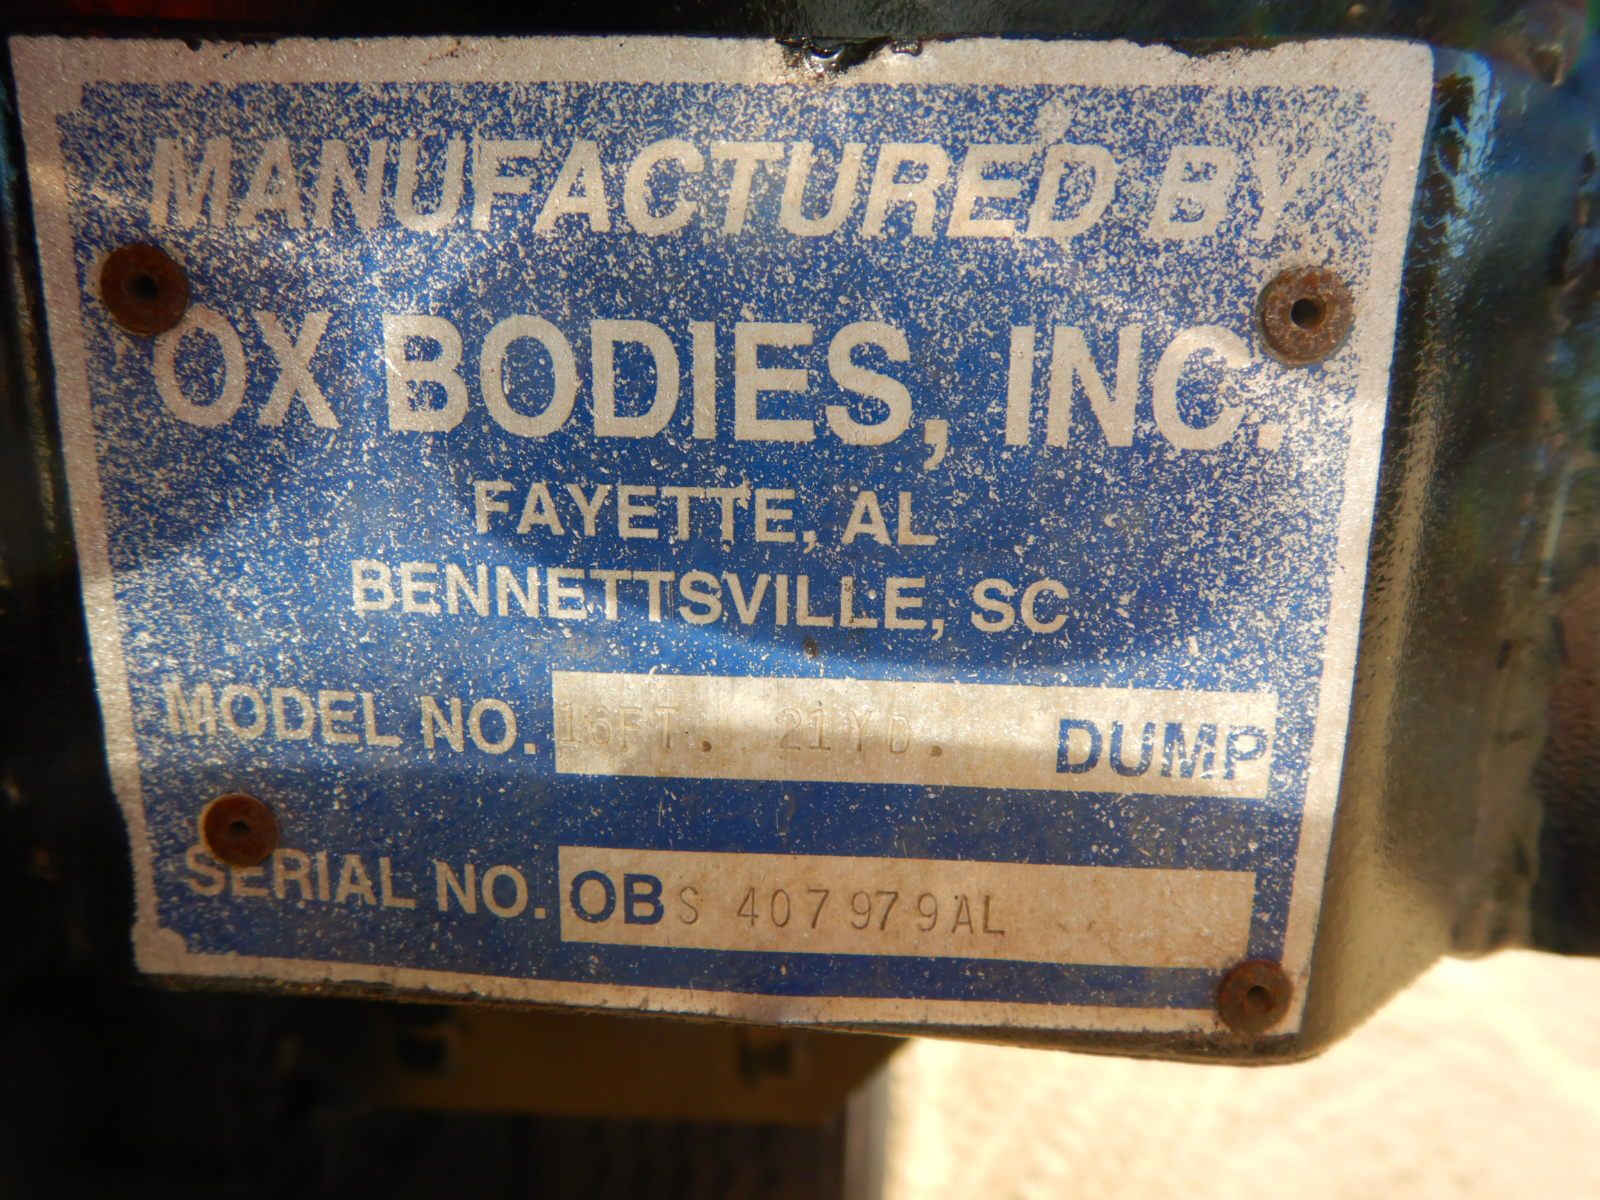 MANUFACTURED BY
OX BODIES, INC.
FAYETTE, AL
BENNETTSVILLE, SC
MODEL NO. 16FT. 21YD. DUMP
SERIAL NO. OBS 407979AL